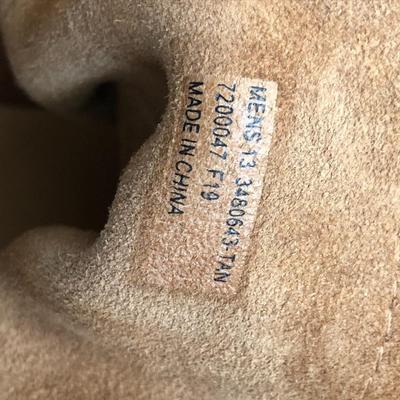 MENS 13 3480643-TAN
7200047 F19
MADE IN CHINA